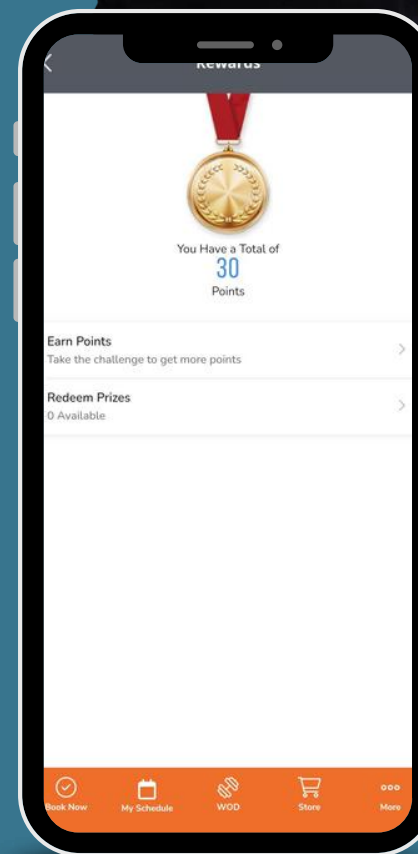 Rewards
You Have a Total of
30
Points
Earn Points
Take the challenge to get more points
Redeem Prizes
0 Available
Book Now My Schedule WOD Store More